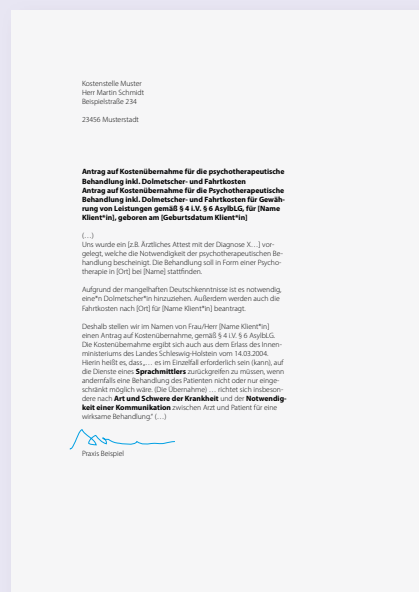 Kostenstelle Muster
Herr Martin Schmidt
Beispielstraße 234
23456 Musterstadt
Antrag auf Kostenübernahme für die psychotherapeutische
Behandlung inkl. Dolmetscher- und Fahrtkosten
Antrag auf Kostenübernahme für die Psychotherapeutische
Behandlung inkl. Dolmetscher- und Fahrtkosten für Gewäh-
rung von Leistungen gemäß § 4 i.V. § 6 AsylbLG, für [Name
Klient*in], geboren am [Geburtsdatum Klient*in]
(…)
Uns wurde ein [z.B. Ärztliches Attest mit der Diagnose X…] vor-
gelegt, welche die Notwendigkeit der psychotherapeutischen Be-
handlung bescheinigt. Die Behandlung soll in Form einer Psycho-
therapie in [Ort] bei [Name] stattfinden.
Aufgrund der mangelhaften Deutschkenntnisse ist es notwendig,
eine*n Dolmetscher*in hinzuziehen. Außerdem werden auch die
Fahrtkosten nach [Ort] für [Name Klient*in] beantragt.
Deshalb stellen wir im Namen von Frau/Herr [Name Klient*in]
einen Antrag auf Kostenübernahme, gemäß § 4 i.V. § 6 AsylbLG.
Die Kostenübernahme ergibt sich auch aus dem Erlass des Innen-
ministeriums des Landes Schleswig-Holstein vom 14.03.2004.
Hierin heißt es, dass „… es im Einzelfall erforderlich sein (kann), auf
die Dienste eines Sprachmittlers zurückgreifen zu müssen, wenn
andernfalls eine Behandlung des Patienten nicht oder nur einge-
schränkt möglich wäre. (Die Übernahme) … richtet sich insbeson-
dere nach Art und Schwere der Krankheit und der Notwendig-
keit einer Kommunikation zwischen Arzt und Patient für eine
wirksame Behandlung.“ (…)
Praxis Beispiel